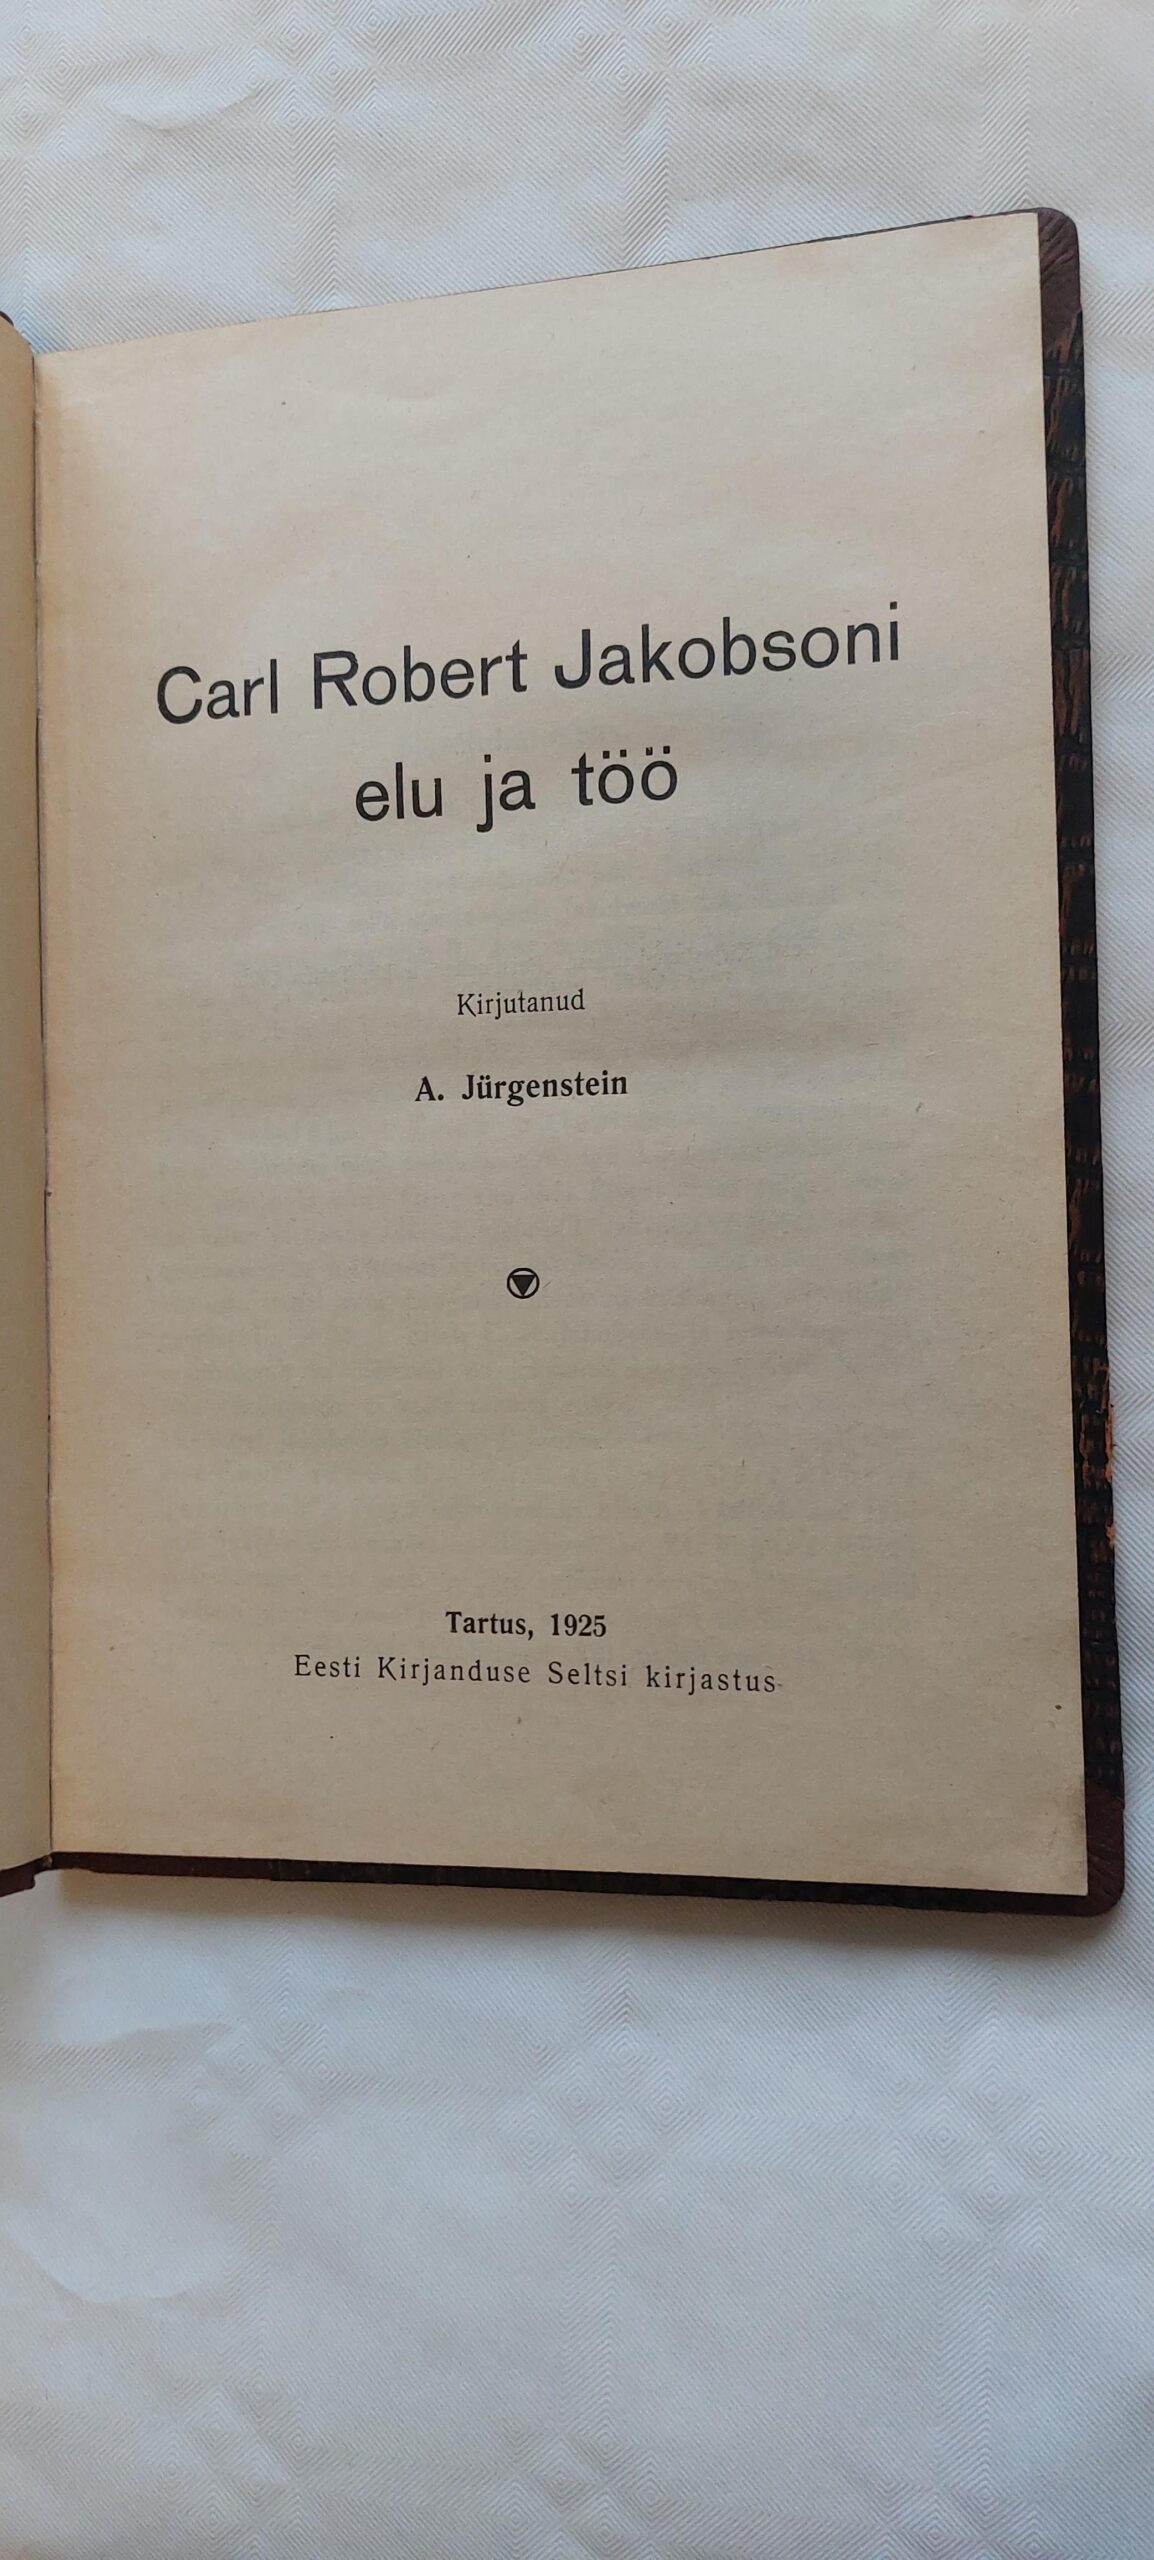 Carl Robert Jakobsoni
elu ja töö
Kirjutanud
A. Jürgenstein
Tartus, 1925
Eesti Kirjanduse Seltsi kirjastus